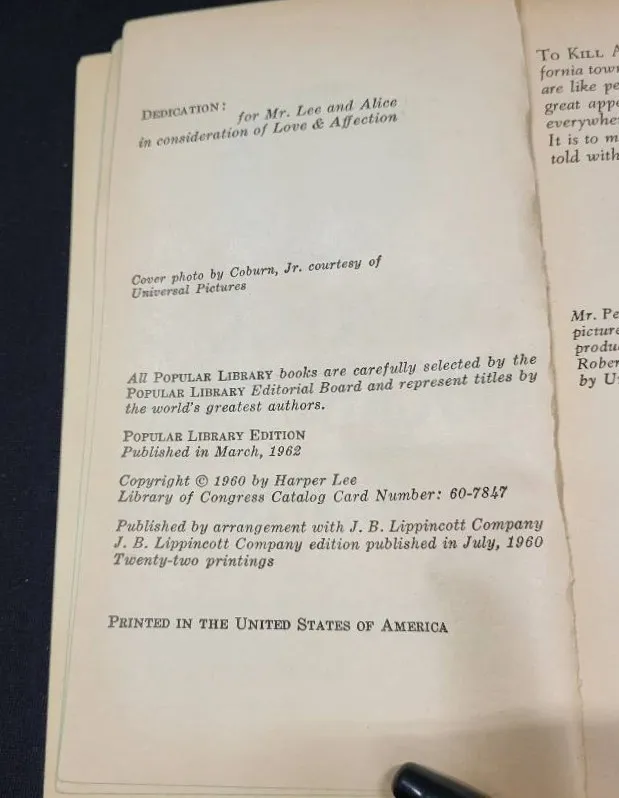 DEDICATION: for Mr. Lee and Alice
in consideration of Love & Affection
Cover photo by Coburn, Jr. courtesy of
Universal Pictures
All POPULAR LIBRARY books are carefully selected by the
POPULAR LIBRARY Editorial Board and represent titles by
the world's greatest authors.
POPULAR LIBRARY EDITION
Published in March, 1962
Copyright © 1960 by Harper Lee
Library of Congress Catalog Card Number: 60-7847
Published by arrangement with J. B. Lippincott Company
J. B. Lippincott Company edition published in July, 1960
Twenty-two printings
PRINTED IN THE UNITED STATES OF AMERICA
TO KILL
fornia
are like
great
It is to
told with
Mr.
by